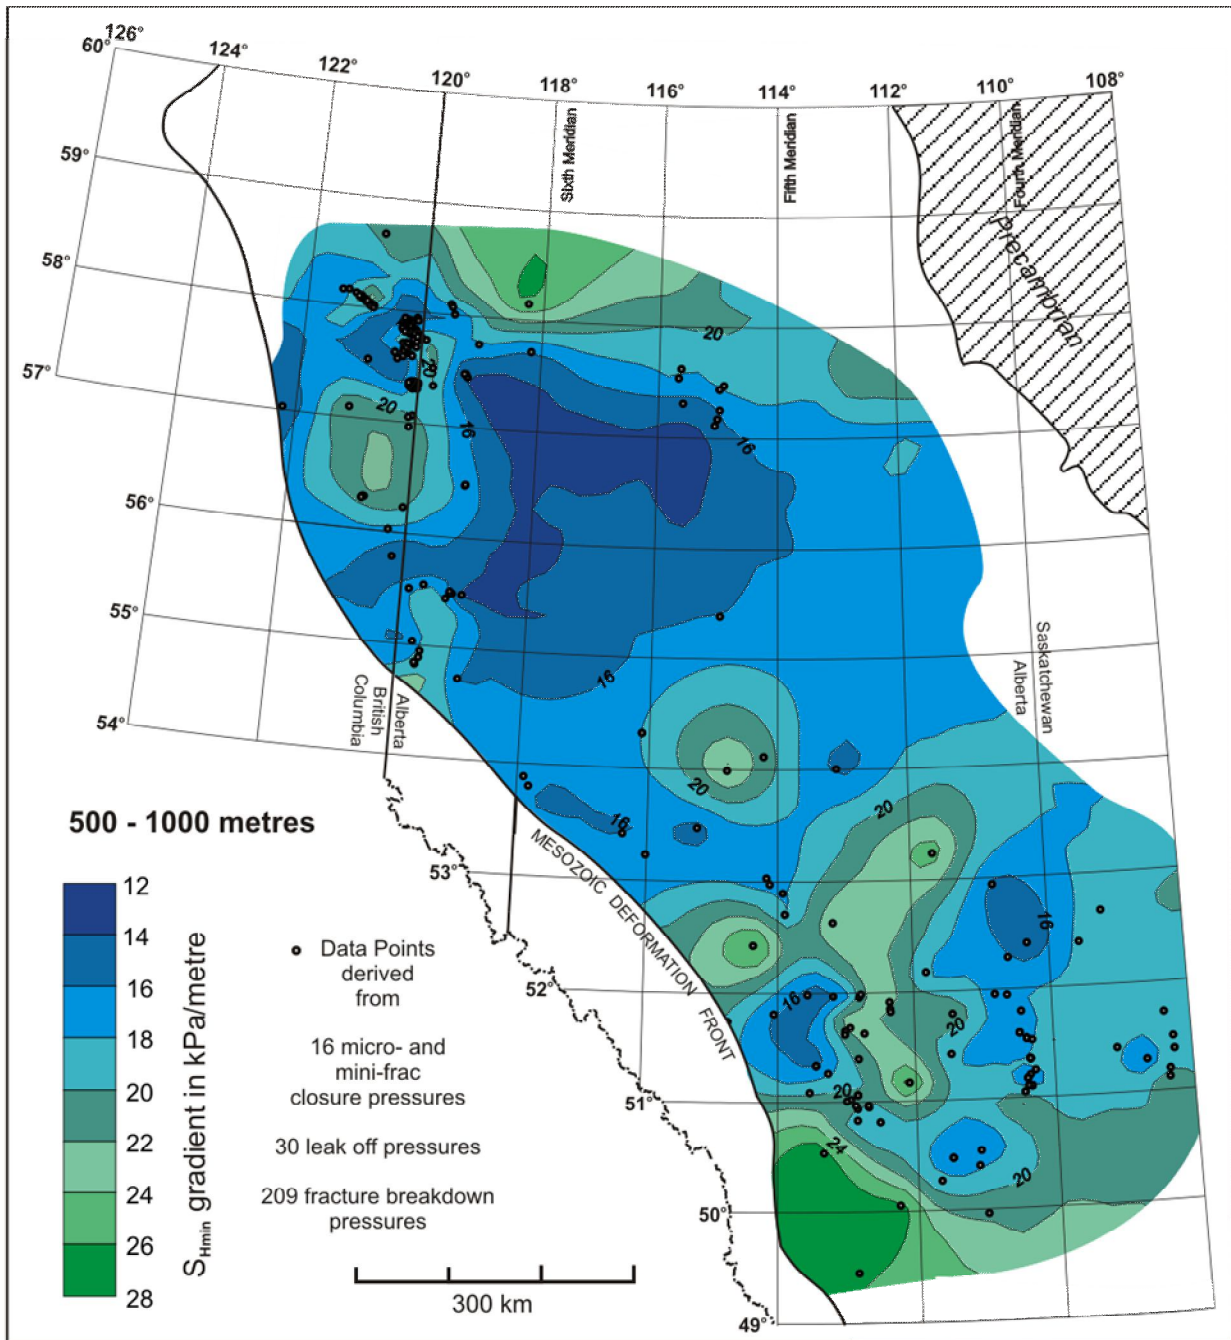 126°
60°
124°
122°
120°
118°
116°
114°
112°
110°
108°
Sixth Meridian
Fifth Meridian
Fourth Meridian
59°
Precambrian
58°
20
57°
20
20
16
16
56°
55°
Saskatchewan
Alberta
16
Alberta
British
Columbia
54°
20
20
500 - 1000 metres
16
MESOZOIC DEFORMATION FRONT
53°
12
14
16
18
20
22
24
26
28
SHmin gradient in kPa/metre
16
Data Points
derived
from
52°
16
20
16 micro- and
mini-frac
closure pressures
51°
20
30 leak off pressures
24
20
209 fracture breakdown
pressures
50°
300 km
49°